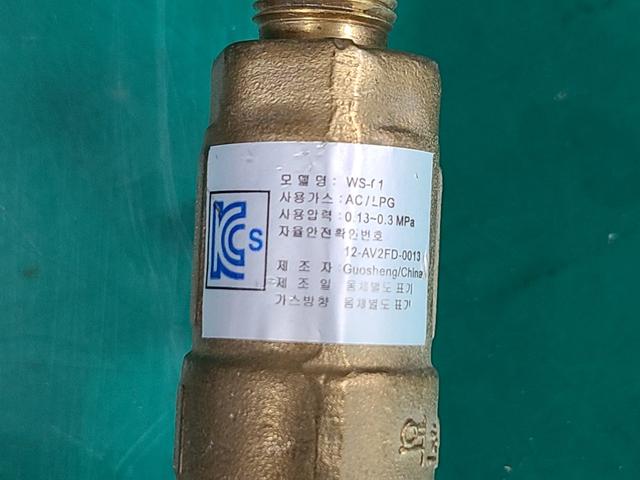 KCs
모델명 : WS-01
사용가스 : AC / LPG
사용압력 : 0.13~0.3 MPa
자율안전확인번호
12-AV2FD-0013
제 조 자 : Guosheng/China
제 조 일 몸체별도 표기
가스방향 몸체별도 표기